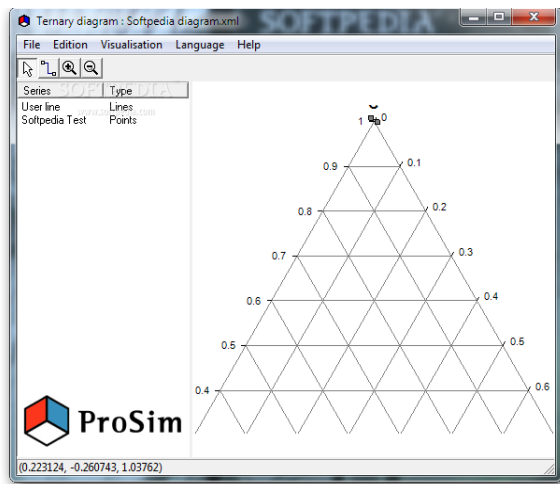 Ternary diagram : Softpedia diagram.xml
File Edition Visualisation Language Help
Series Type
User line Lines
Softpedia Test Points
SOFTPEDIA
SOFTPEDIA
1 0
0.9 0.1
0.8 0.2
0.7 0.3
0.6 0.4
0.5 0.5
0.4 0.6
ProSim
(0.223124, -0.260743, 1.03762)